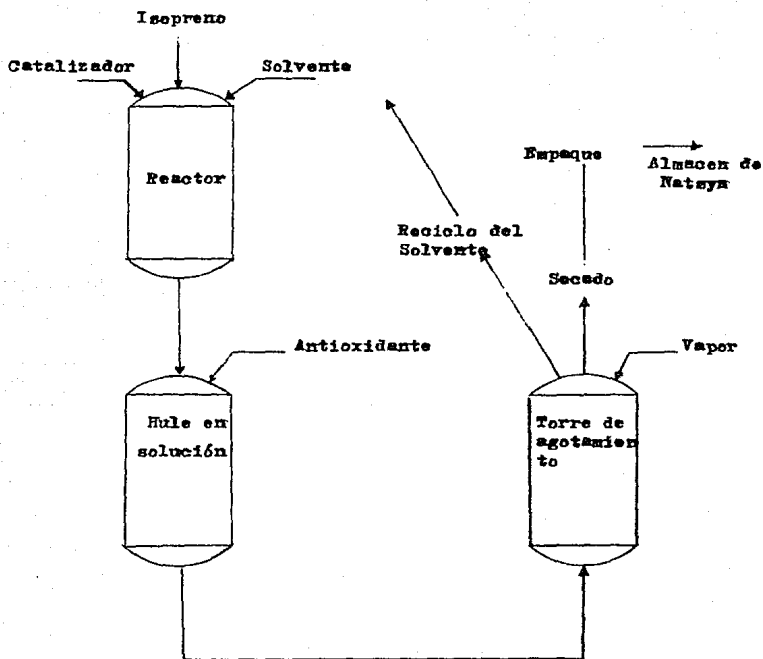 Isopreno
Catalizador
Solvente
Reactor
Empaque
Almacen de
Natsyn
Reciclo del
Solvento
Secado
Antioxidante
Vapor
Hule en
solución
Torre de
agotamien
to